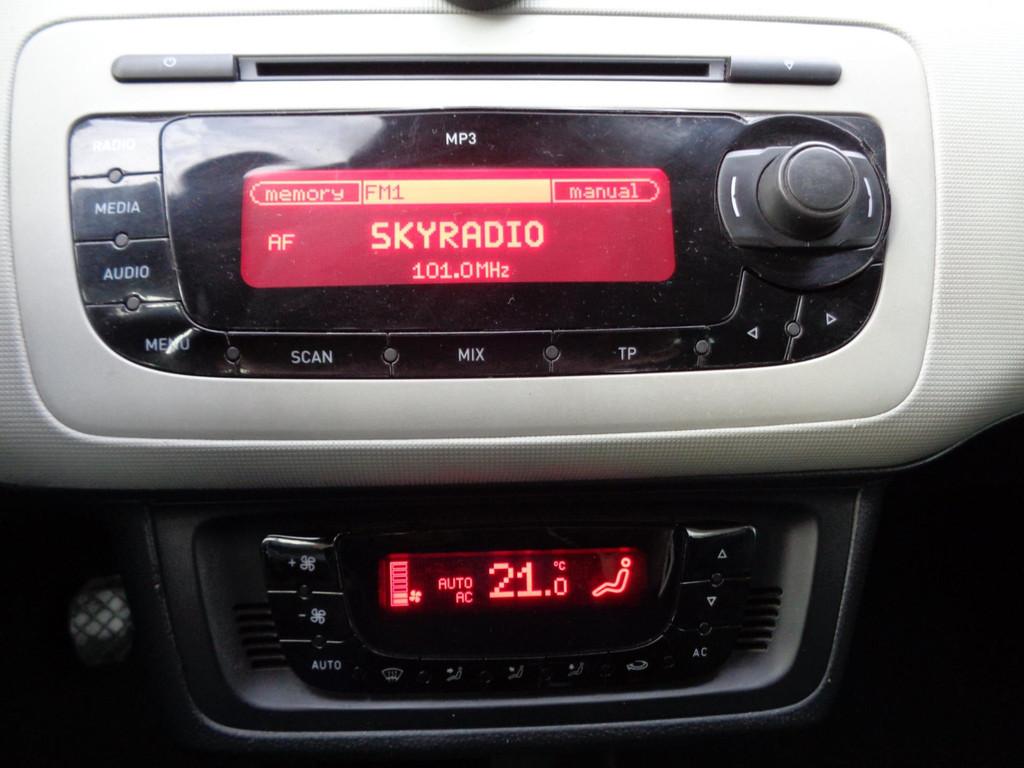 MP3
RADIO
memory FM1 manual
MEDIA
AF SKYRADIO
101.0MHz
AUDIO
MENU
SCAN MIX TP
AUTO 21.0 °C
AC
AUTO
AC